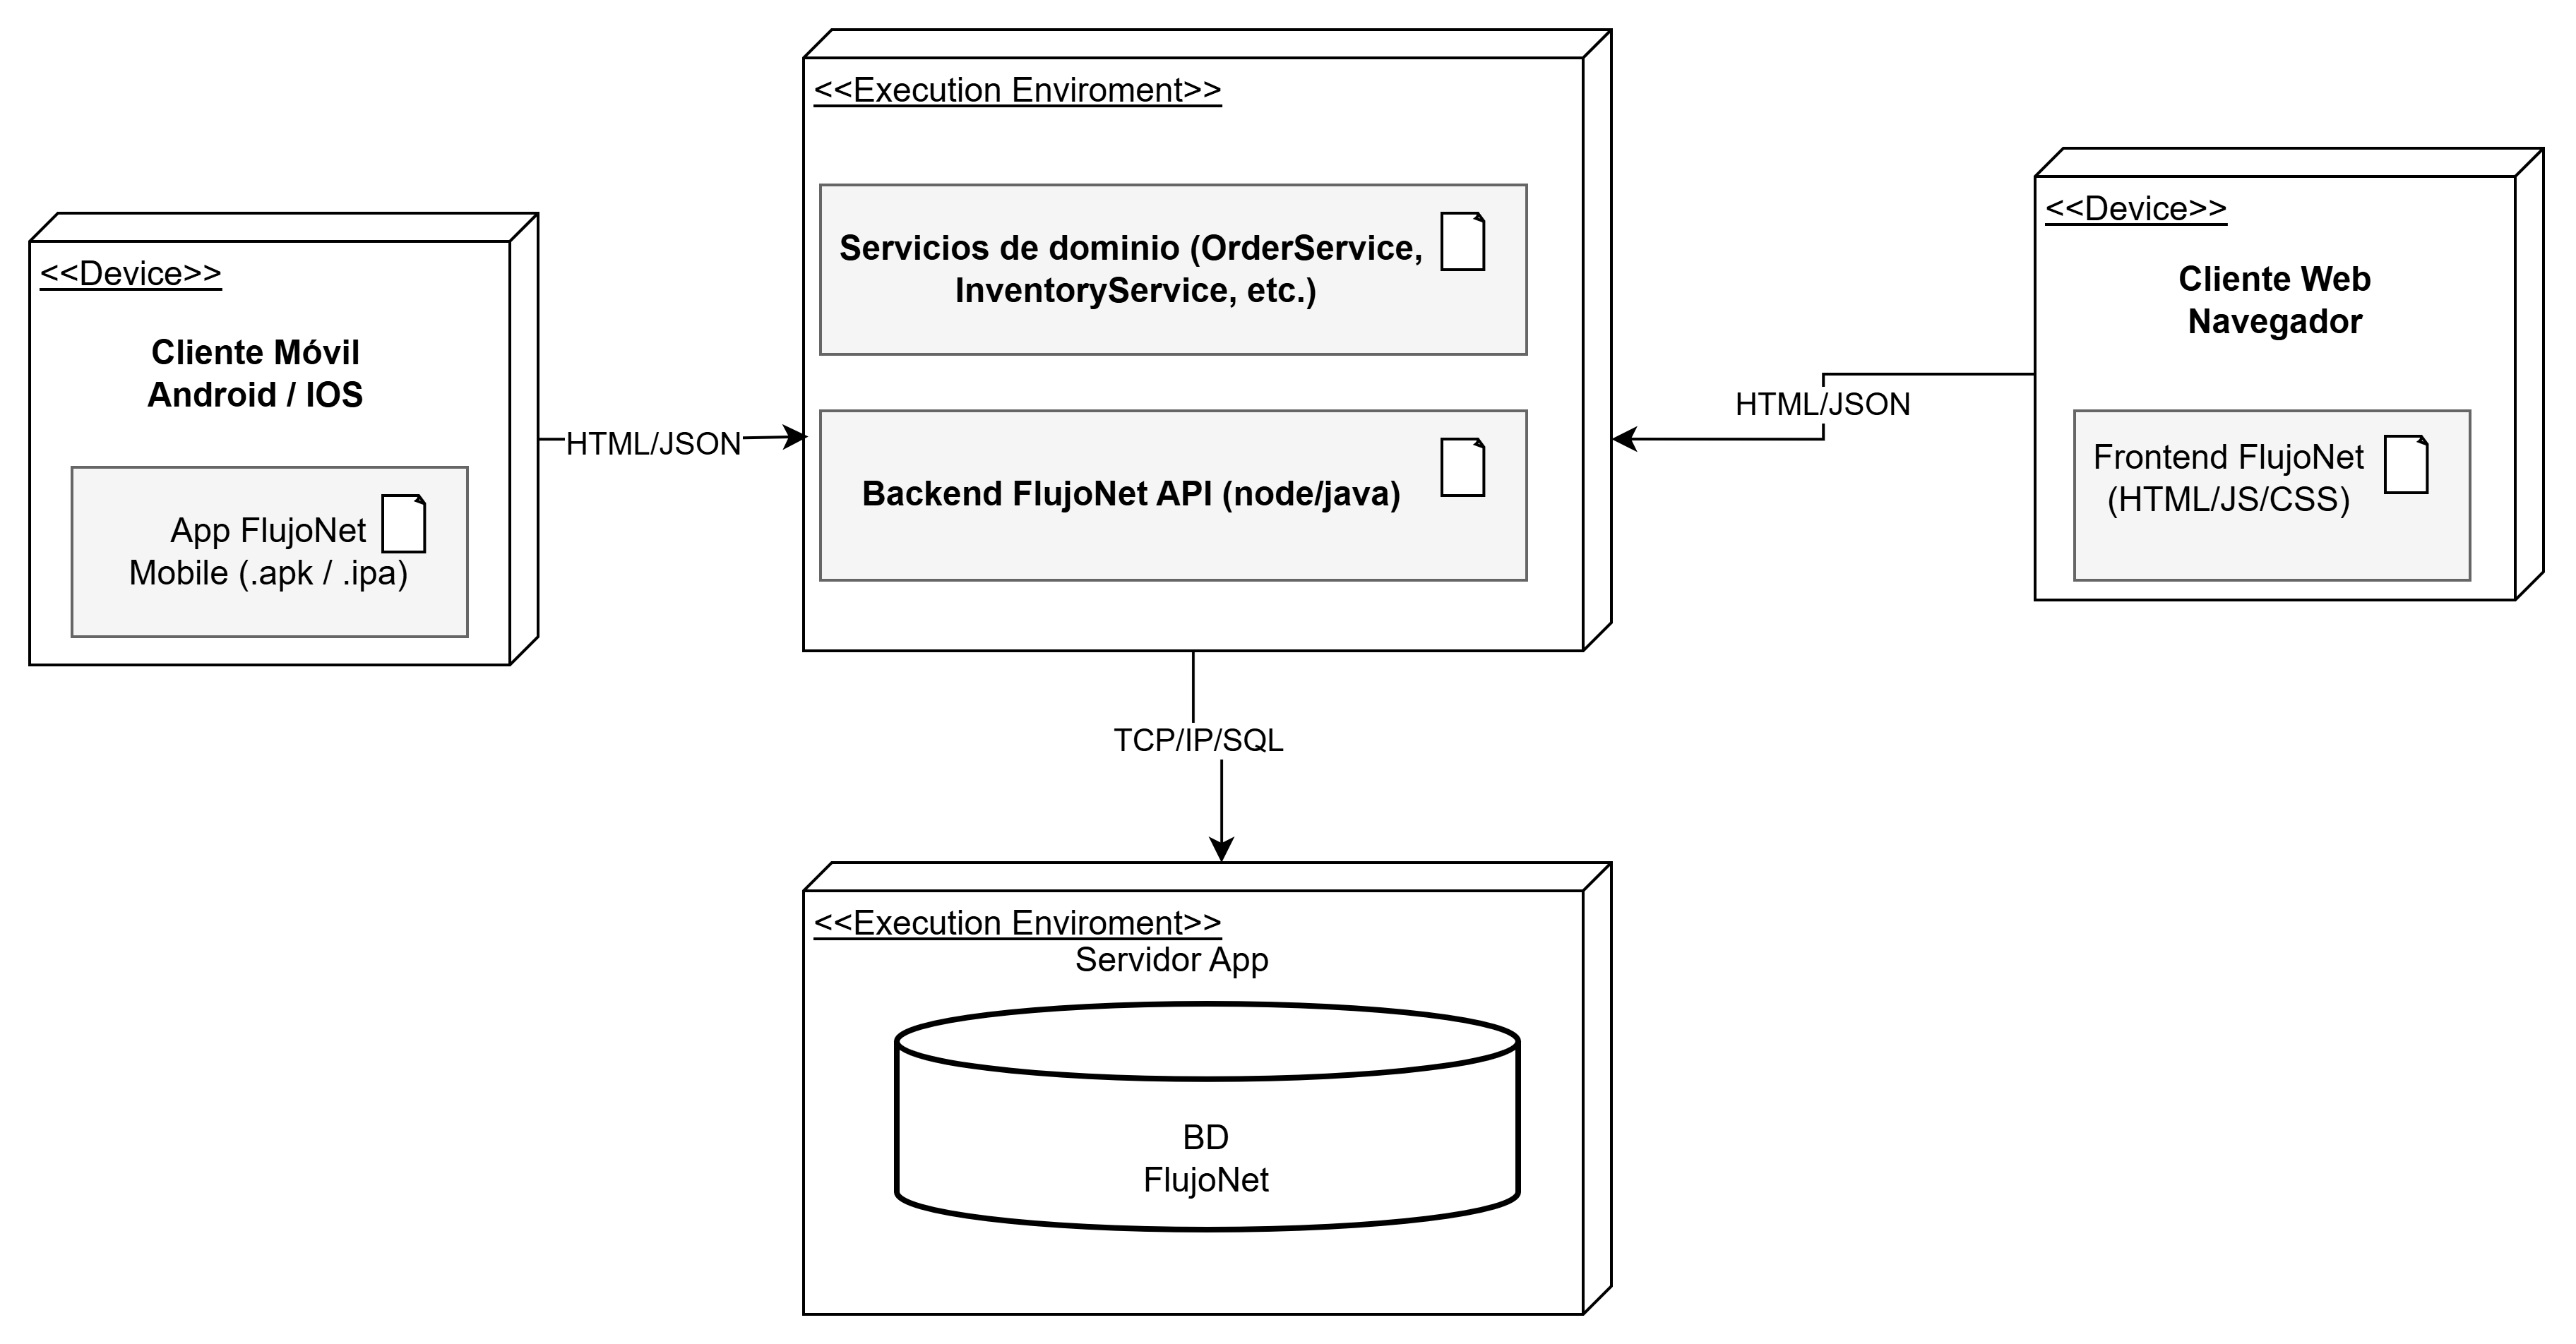 <<Execution Enviroment>>
Servicios de dominio (OrderService,
InventoryService, etc.)
Backend FlujoNet API (node/java)
<<Device>>
Cliente Móvil
Android / IOS
App FlujoNet
Mobile (.apk / .ipa)
HTML/JSON
<<Device>>
Cliente Web
Navegador
Frontend FlujoNet
(HTML/JS/CSS)
HTML/JSON
TCP/IP/SQL
<<Execution Enviroment>>
Servidor App
BD
FlujoNet